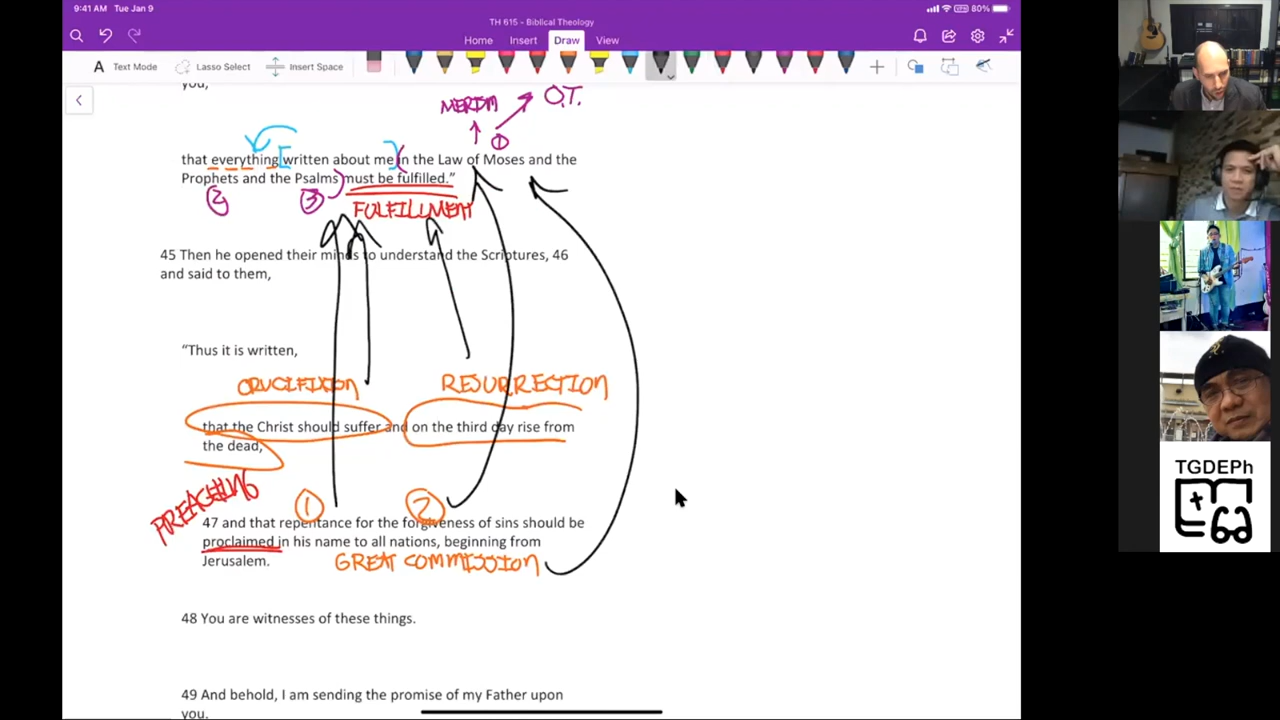 9:41 AM Tue Jan 9
80%
TH 615 - Biblical Theology
Home Insert Draw View
A Text Mode Lasso Select Insert Space
you,
MERISM
O.T.
1
that everything written about me in the Law of Moses and the
Prophets and the Psalms must be fulfilled.”
2 3
FULFILLMENT
45 Then he opened their minds to understand the Scriptures, 46
and said to them,
“Thus it is written,
CRUCIFIXION RESURRECTION
that the Christ should suffer and on the third day rise from
the dead,
PREACHING
1 2
47 and that repentance for the forgiveness of sins should be
proclaimed in his name to all nations, beginning from
Jerusalem.
GREAT COMMISSION
48 You are witnesses of these things.
49 And behold, I am sending the promise of my Father upon
you.
TGDEPh